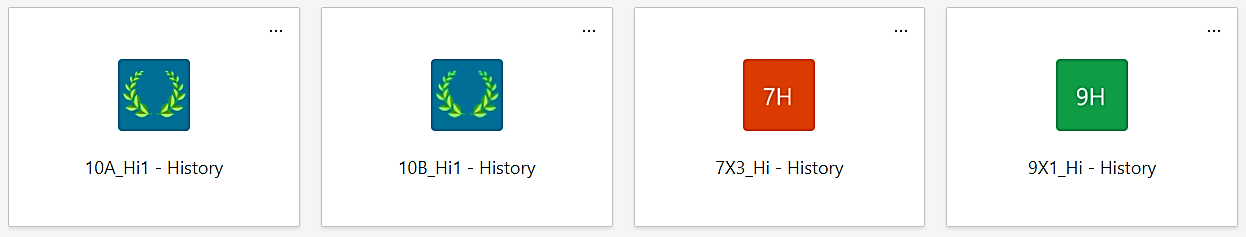 ... ... ... ...
7H 9H
10A_Hi1 - History 10B_Hi1 - History 7X3_Hi - History 9X1_Hi - History